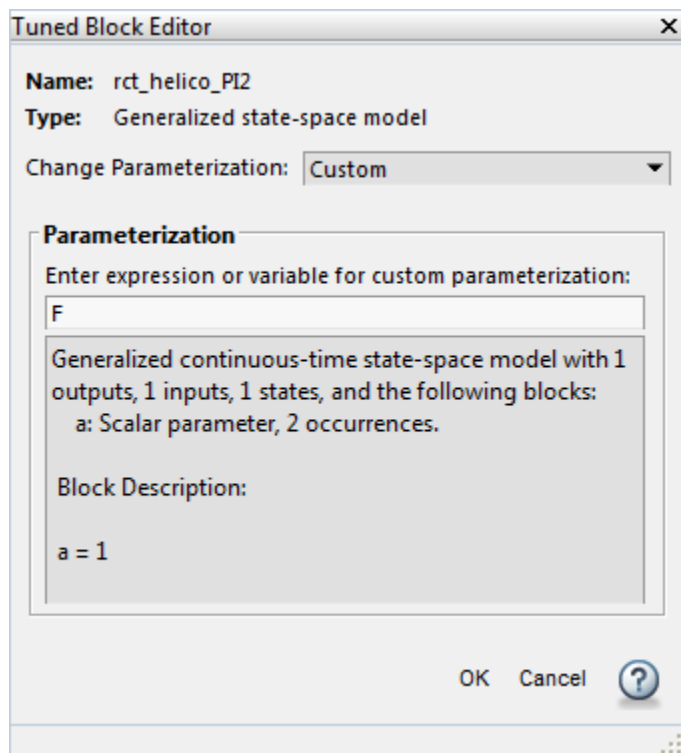 Tuned Block Editor
Name: rct_helico_PI2
Type: Generalized state-space model
Change Parameterization: Custom
Parameterization
Enter expression or variable for custom parameterization:
F
Generalized continuous-time state-space model with 1
outputs, 1 inputs, 1 states, and the following blocks:
a: Scalar parameter, 2 occurrences.
Block Description:
a = 1
OK Cancel ?